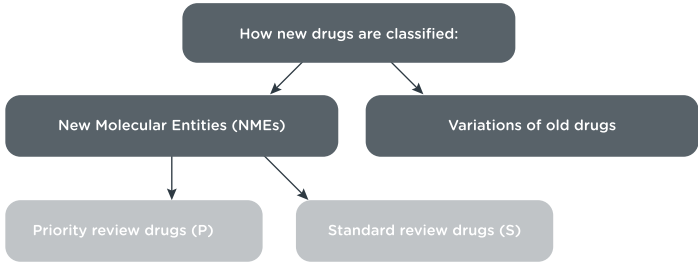 How new drugs are classified:
New Molecular Entities (NMEs)
Variations of old drugs
Priority review drugs (P)
Standard review drugs (S)